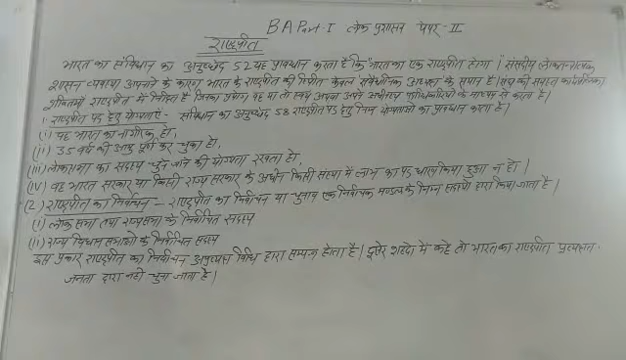 BA Part-I लोक प्रशासन पेपर-II
राष्ट्रपति
भारत का संविधान का अनुच्छेद 52 यह प्रावधान करता है कि "भारत का एक राष्ट्रपति होगा"। संसदीय लोकतन्त्रात्मक
शासन व्यवस्था अपनाने के कारण भारत के राष्ट्रपति की स्थिति केवल संवैधानिक अध्यक्ष के समान है। संघ की समस्त कार्यपालिका
शक्तियाँ राष्ट्रपति में निहित है जिनका प्रयोग वह या तो स्वयं अथवा अपने अधीनस्थ पदाधिकारियों के माध्यम से करता है।
1. राष्ट्रपति पद हेतु योग्यताएं - संविधान का अनुच्छेद 58 राष्ट्रपति पद हेतु निम्न योग्यताओं का प्रावधान करता है।
(i) वह भारत का नागरिक हो,
(ii) 35 वर्ष की आयु पूर्ण कर चुका हो,
(iii) लोकसभा का सदस्य चुने जाने की योग्यता रखता हो,
(iv) वह भारत सरकार या किसी राज्य सरकार के अधीन किसी संस्था में लाभ का पद धारण किया हुआ न हो।
(2) राष्ट्रपति का निर्वाचन - राष्ट्रपति का निर्वाचन या चुनाव एक निर्वाचक मण्डल के निम्न सदस्यों द्वारा किया जाता है।
(i) लोक सभा तथा राज्यसभा के निर्वाचित सदस्य
(ii) राज्य विधान सभाओं के निर्वाचित सदस्य
इस प्रकार राष्ट्रपति का निर्वाचन अप्रत्यक्ष विधि द्वारा सम्पन्न होता है। दूसरे शब्दों में कहे तो भारत का राष्ट्रपति प्रत्यक्षतः
जनता द्वारा नहीं चुना जाता है।